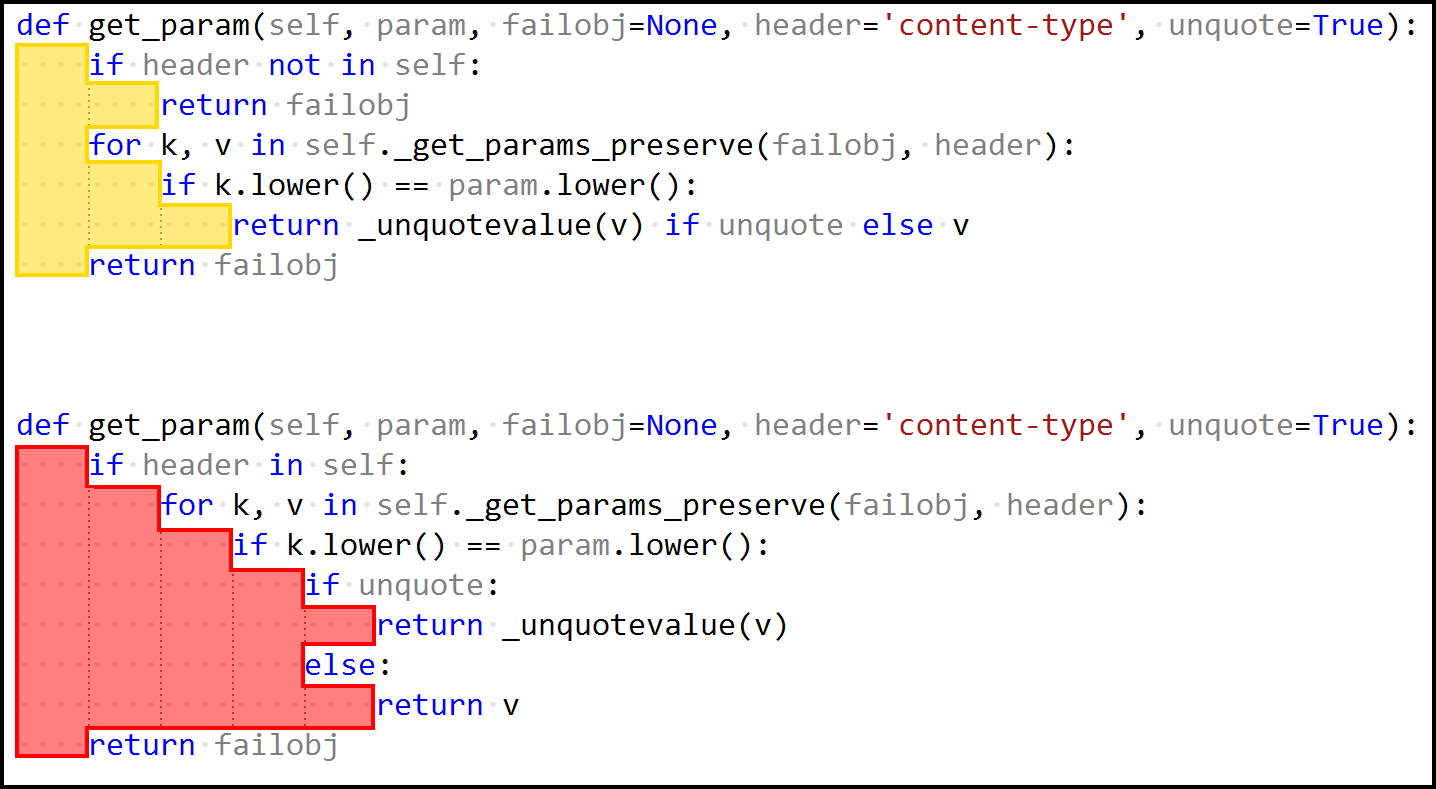 def get_param(self, param, failobj=None, header='content-type', unquote=True):
    if header not in self:
        return failobj
    for k, v in self._get_params_preserve(failobj, header):
        if k.lower() == param.lower():
            return _unquotevalue(v) if unquote else v
    return failobj
def get_param(self, param, failobj=None, header='content-type', unquote=True):
    if header in self:
        for k, v in self._get_params_preserve(failobj, header):
            if k.lower() == param.lower():
                if unquote:
                    return _unquotevalue(v)
                else:
                    return v
    return failobj